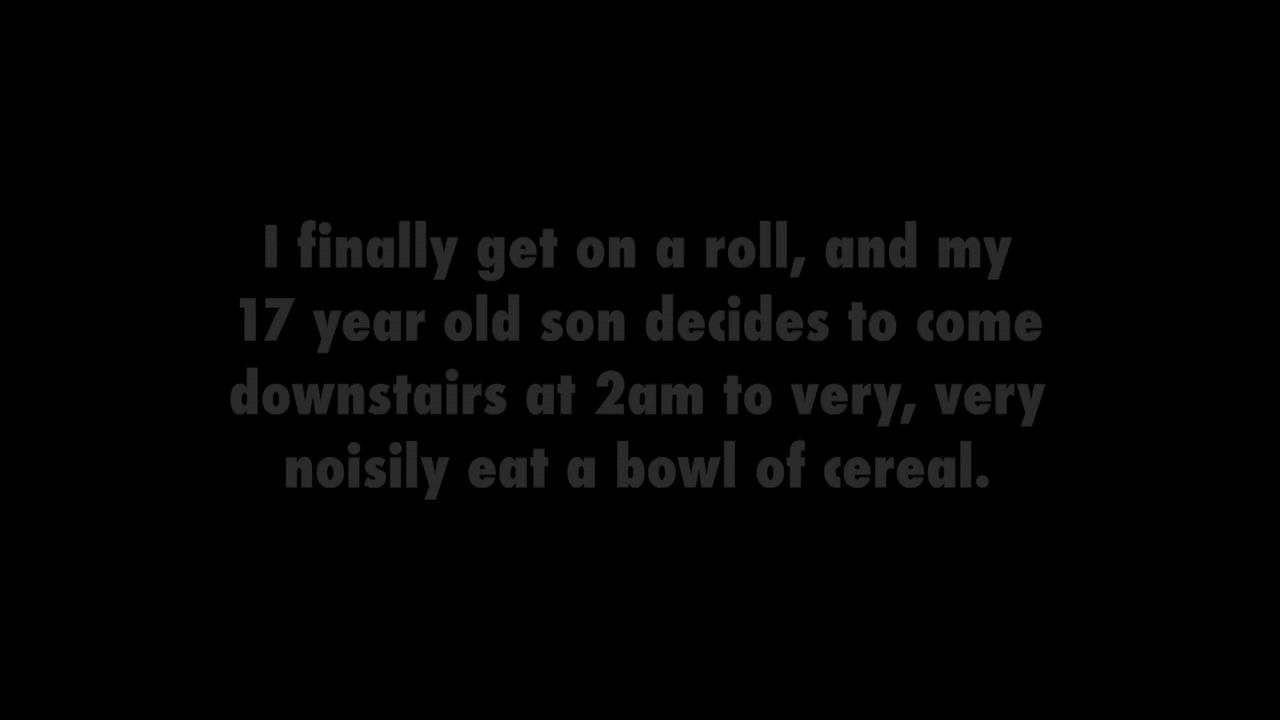 I finally get on a roll, and my
17 year old son decides to come
downstairs at 2am to very, very
noisily eat a bowl of cereal.